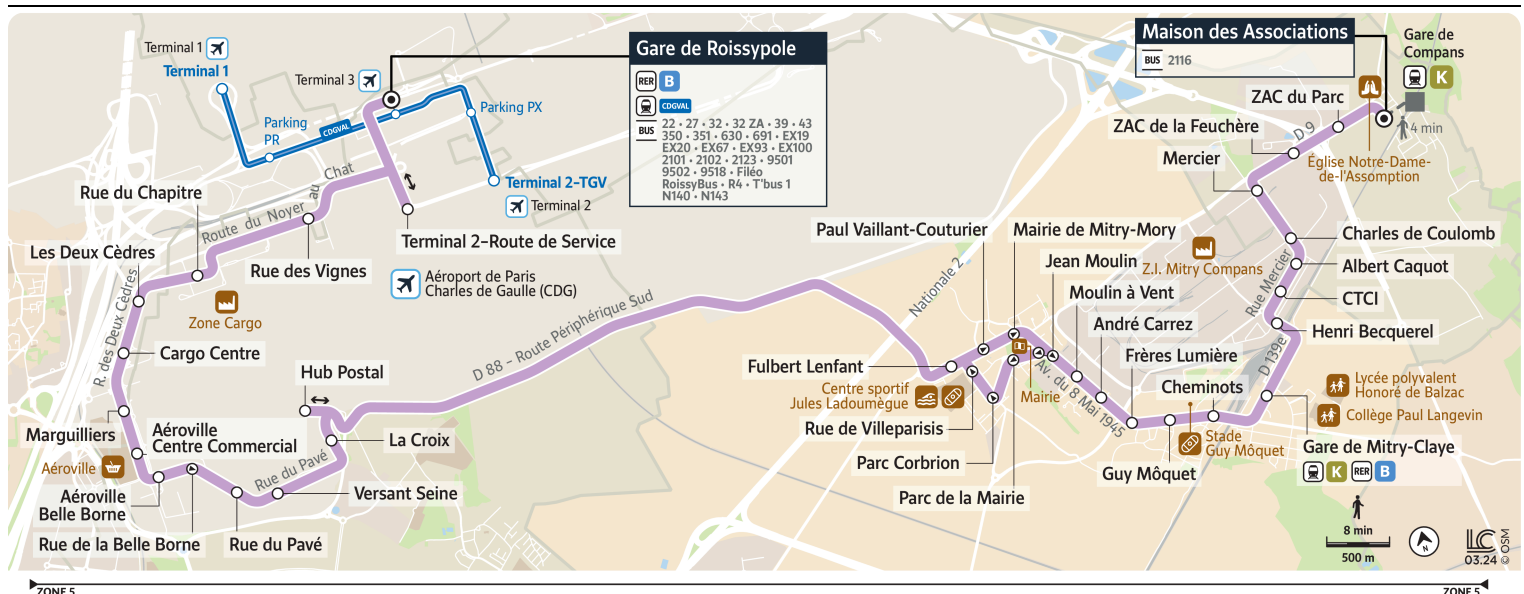 Terminal 1
Terminal 1
Terminal 3
Parking
PR
CDGVAL
Parking PX
Terminal 2-TGV
Terminal 2
Gare de Roissypole
RER B
CDGVAL
BUS
22 • 27 • 32 • 32 ZA • 39 • 43
350 • 351 • 630 • 691 • EX19
EX20 • EX67 • EX93 • EX100
2101 • 2102 • 2123 • 9501
9502 • 9518 • Filéo
RoissyBus • R4 • T'bus 1
N140 • N143
Maison des Associations
BUS 2116
Gare de
Compans
K
4 min
ZAC du Parc
D 9
ZAC de la Feuchère
Église Notre-Dame-
de-l'Assomption
Mercier
Rue du Chapitre
Route du Noyer au Chat
Terminal 2-Route de Service
Les Deux Cèdres
Rue des Vignes
Aéroport de Paris
Charles de Gaulle (CDG)
Zone Cargo
R. des Deux Cèdres
Cargo Centre
Hub Postal
D 88 - Route Périphérique Sud
Nationale 2
Paul Vaillant-Couturier
Mairie de Mitry-Mory
Jean Moulin
Z.I. Mitry Compans
Moulin à Vent
André Carrez
Frères Lumière
Cheminots
Rue Mercier
Charles de Coulomb
Albert Caquot
CTCI
Henri Becquerel
D 139e
Fulbert Lenfant
Centre sportif
Jules Ladoumègue
Mairie
Av. du 8 Mai 1945
Rue de Villeparisis
Parc Corbrion
Parc de la Mairie
Guy Môquet
Stade
Guy Môquet
Lycée polyvalent
Honoré de Balzac
Collège Paul Langevin
Gare de Mitry-Claye
K RER B
Marguilliers
Aéroville
Centre Commercial
Aéroville
La Croix
Rue du Pavé
Versant Seine
Aéroville
Belle Borne
Rue de la Belle Borne
Rue du Pavé
8 min
500 m
N
LC
03.24 © OSM
ZONE 5
ZONE 5